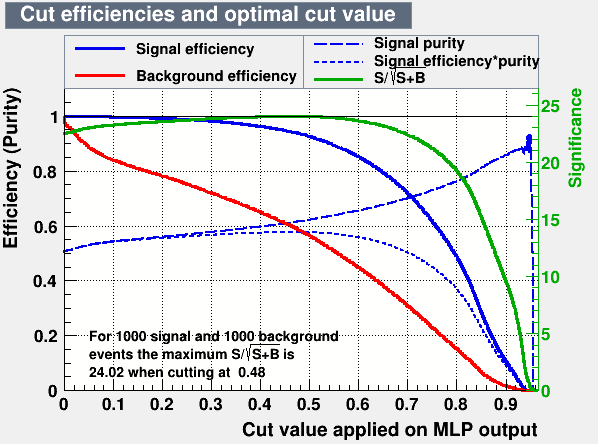 Cut efficiencies and optimal cut value
Signal efficiency
Background efficiency
Signal purity
Signal efficiency*purity
S/√S+B
Efficiency (Purity)
1
0.8
0.6
0.4
0.2
0
For 1000 signal and 1000 background
events the maximum S/√S+B is
24.02 when cutting at 0.48
0 0.1 0.2 0.3 0.4 0.5 0.6 0.7 0.8 0.9
Cut value applied on MLP output
25
20
15
10
5
0
Significance